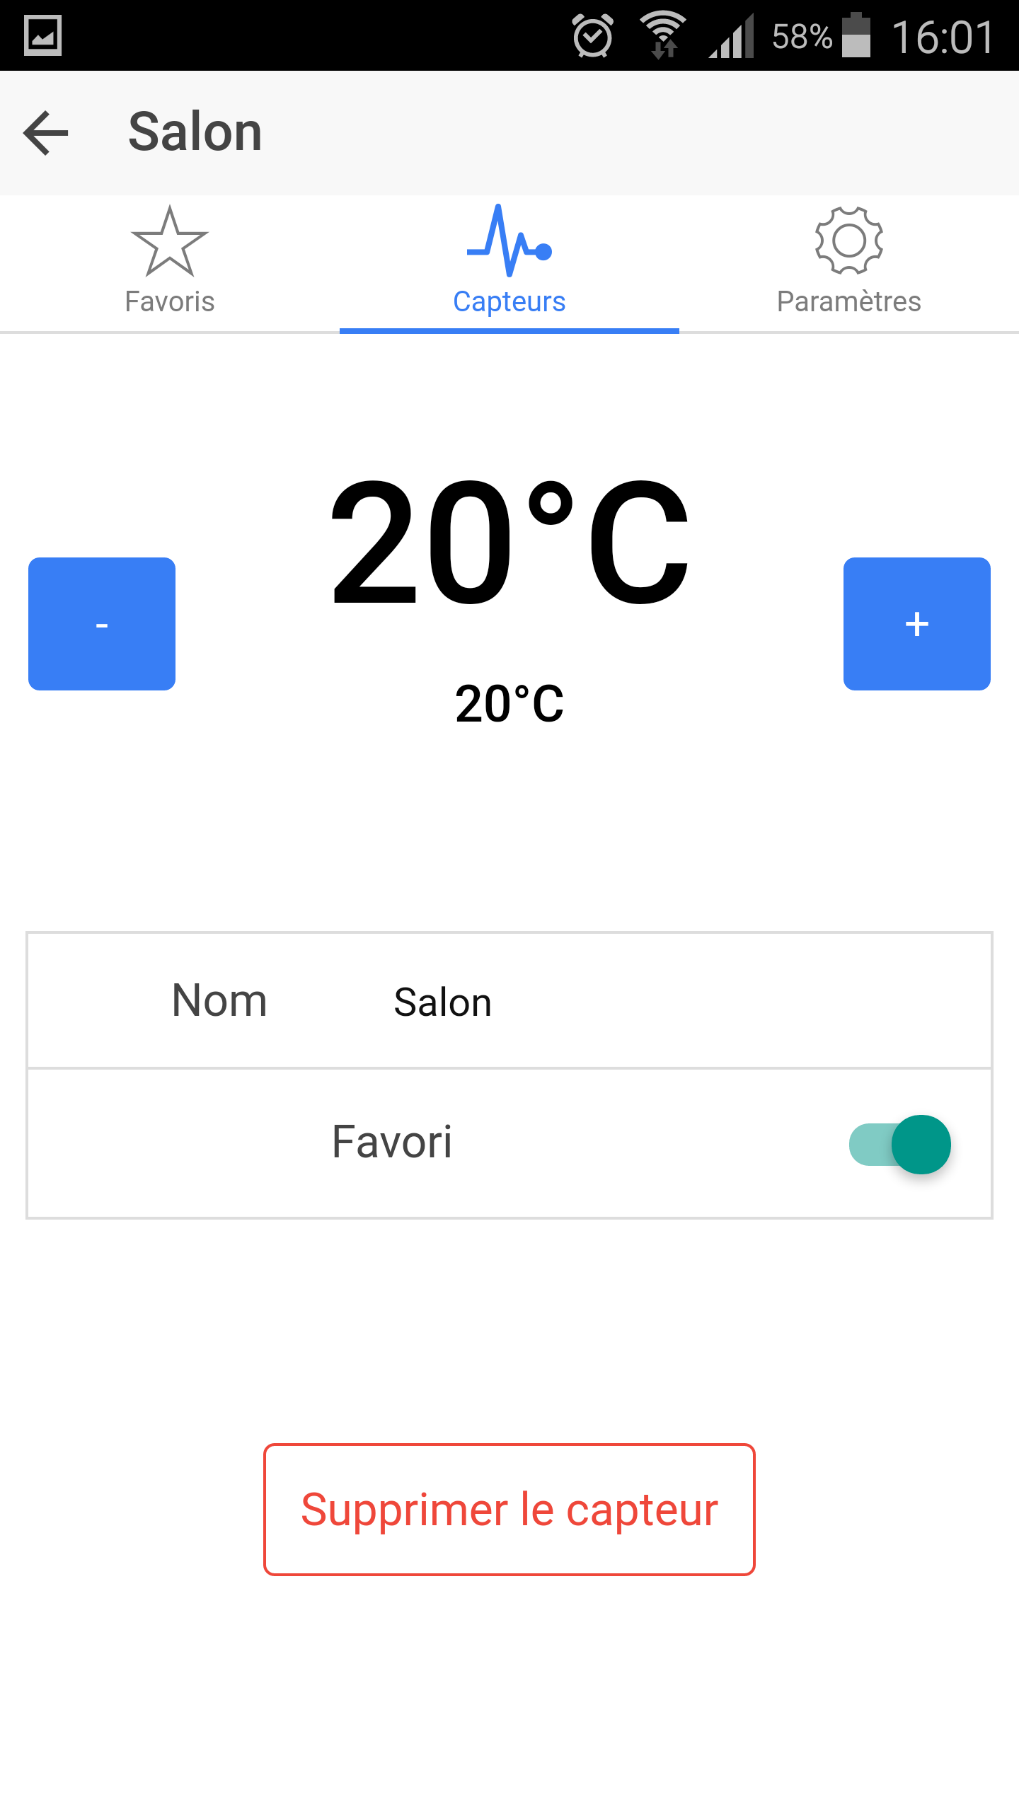 58% 16:01
Salon
Favoris Capteurs Paramètres
20°C
- +
20°C
Nom Salon
Favori
Supprimer le capteur